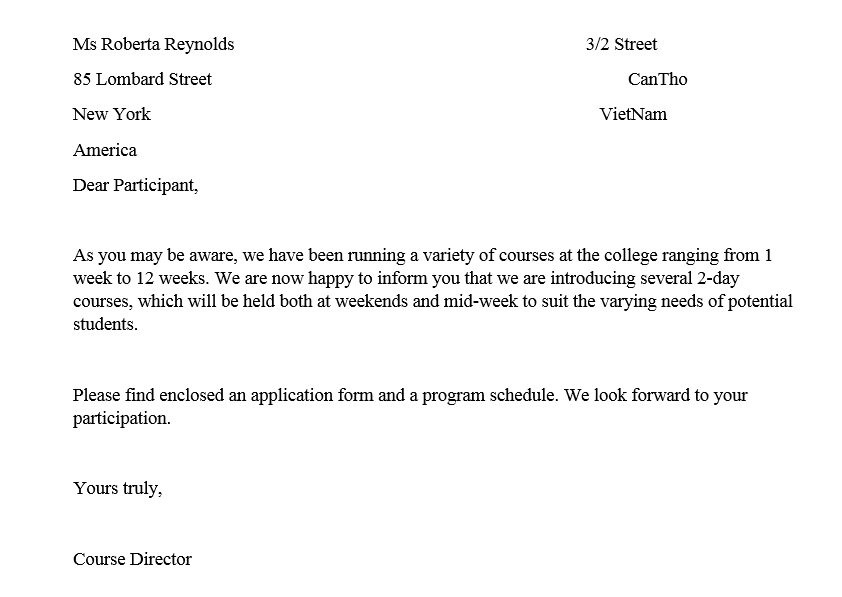 Ms Roberta Reynolds 3/2 Street
85 Lombard Street CanTho
New York VietNam
America
Dear Participant,
As you may be aware, we have been running a variety of courses at the college ranging from 1
week to 12 weeks. We are now happy to inform you that we are introducing several 2-day
courses, which will be held both at weekends and mid-week to suit the varying needs of potential
students.
Please find enclosed an application form and a program schedule. We look forward to your
participation.
Yours truly,
Course Director